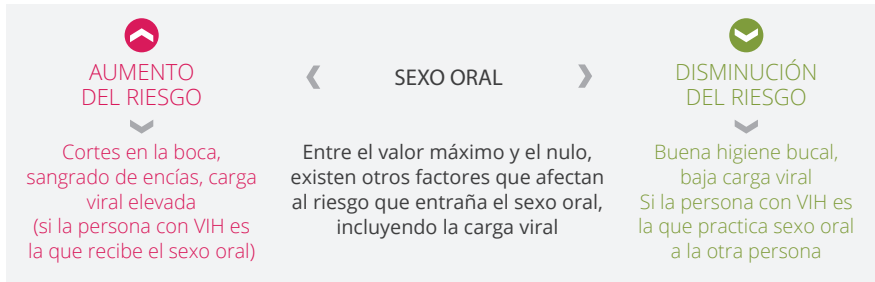 AUMENTO
DEL RIESGO
Cortes en la boca,
sangrado de encías, carga
viral elevada
(si la persona con VIH es
la que recibe el sexo oral)
SEXO ORAL
Entre el valor máximo y el nulo,
existen otros factores que afectan
al riesgo que entraña el sexo oral,
incluyendo la carga viral
DISMINUCIÓN
DEL RIESGO
Buena higiene bucal,
baja carga viral
Si la persona con VIH es
la que practica sexo oral
a la otra persona